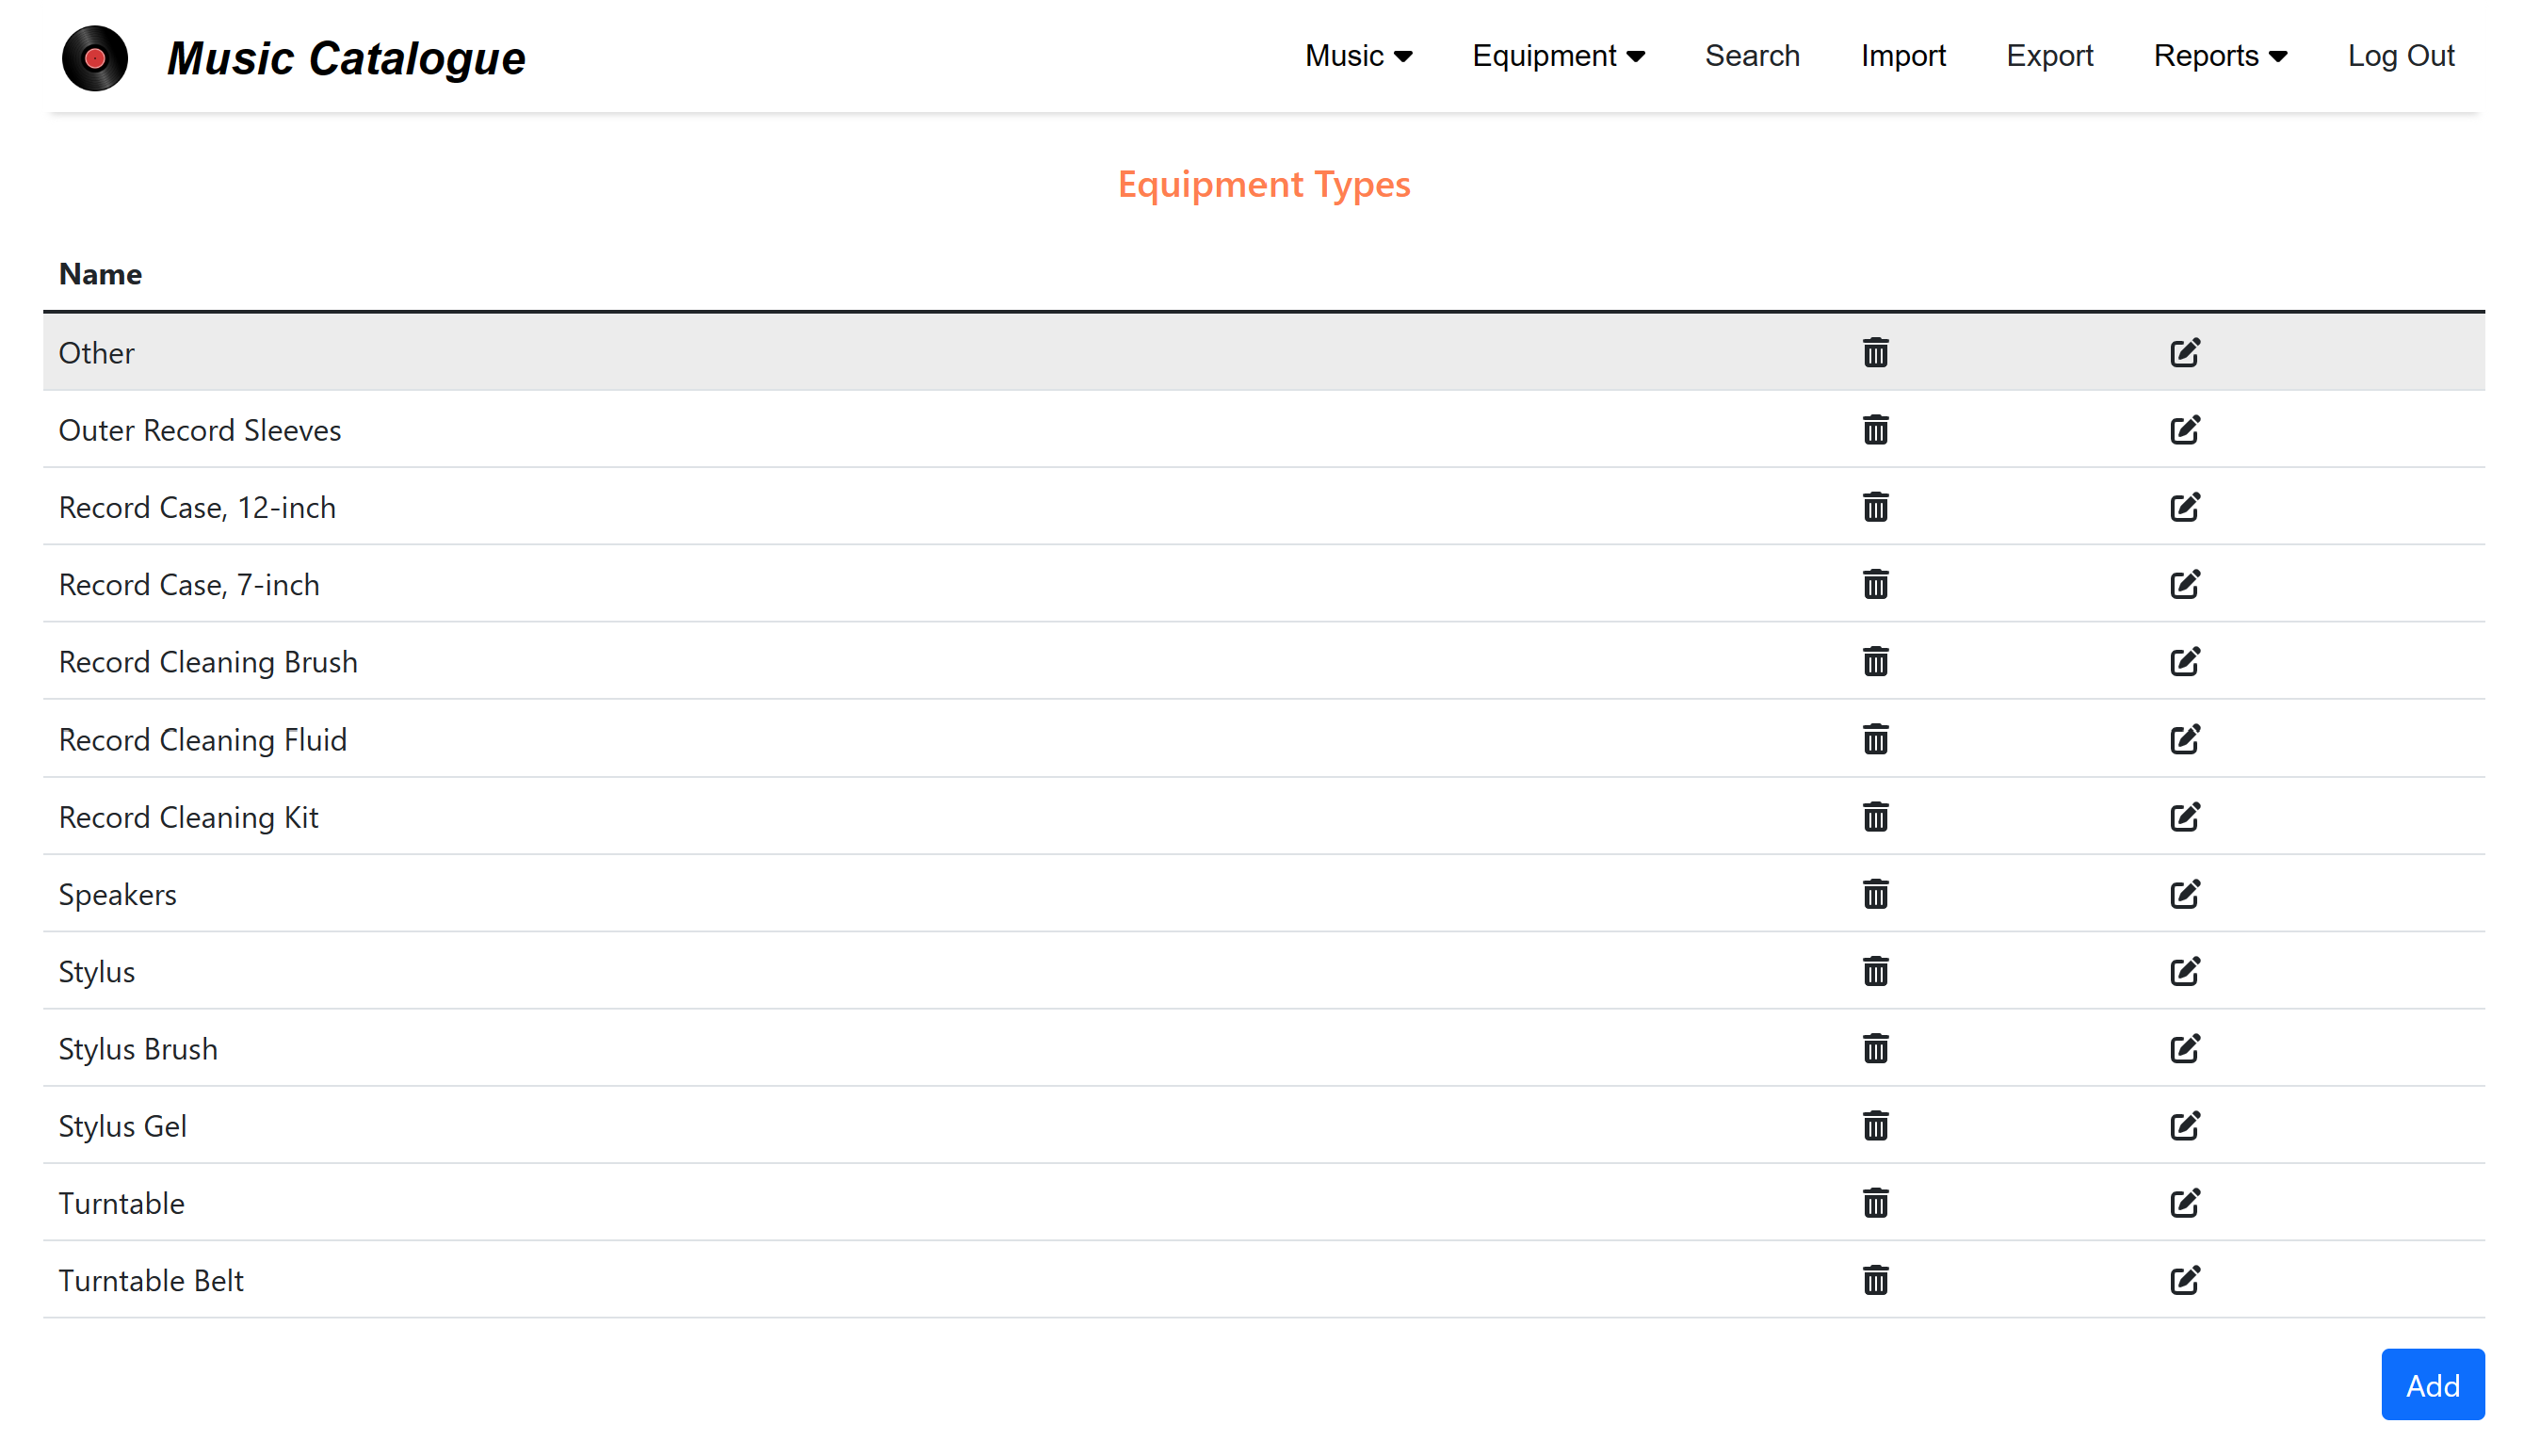 Music Catalogue Music Equipment Search Import Export Reports Log Out
Equipment Types
Name
Other
Outer Record Sleeves
Record Case, 12-inch
Record Case, 7-inch
Record Cleaning Brush
Record Cleaning Fluid
Record Cleaning Kit
Speakers
Stylus
Stylus Brush
Stylus Gel
Turntable
Turntable Belt
Add